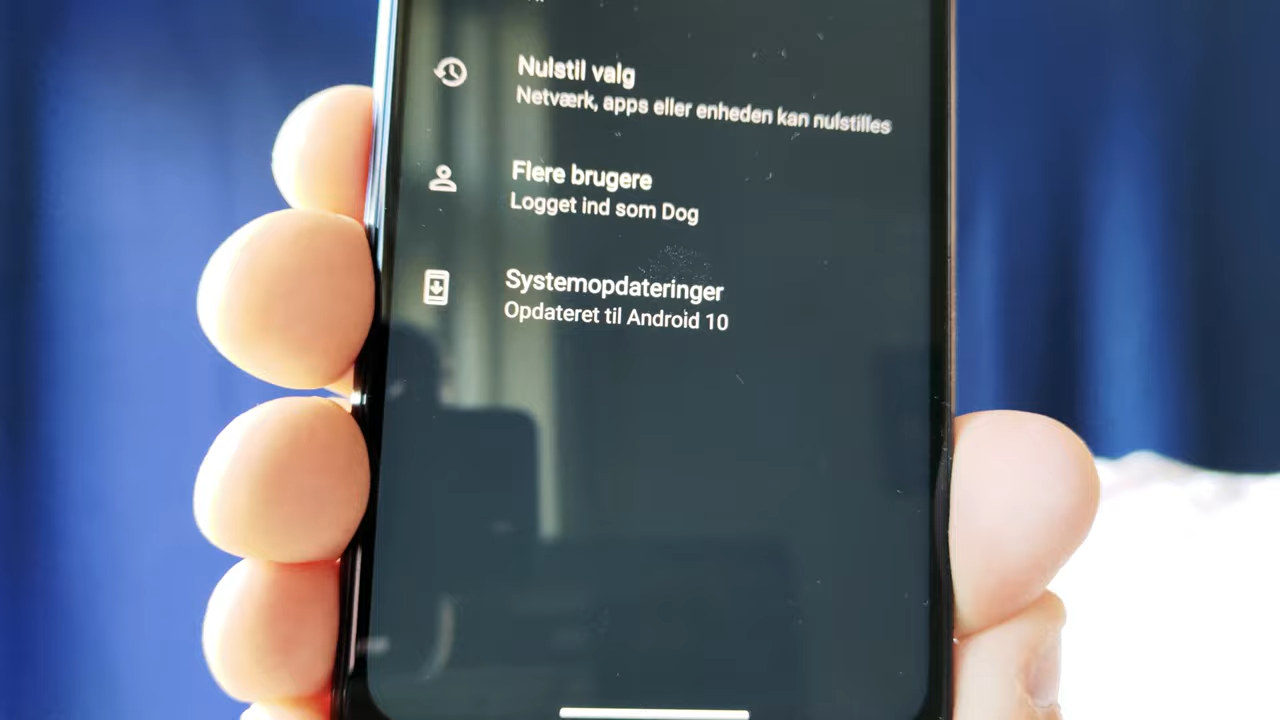 Nulstil valg
Netværk, apps eller enheden kan nulstilles
Flere brugere
Logget ind som Dog
Systemopdateringer
Opdateret til Android 10